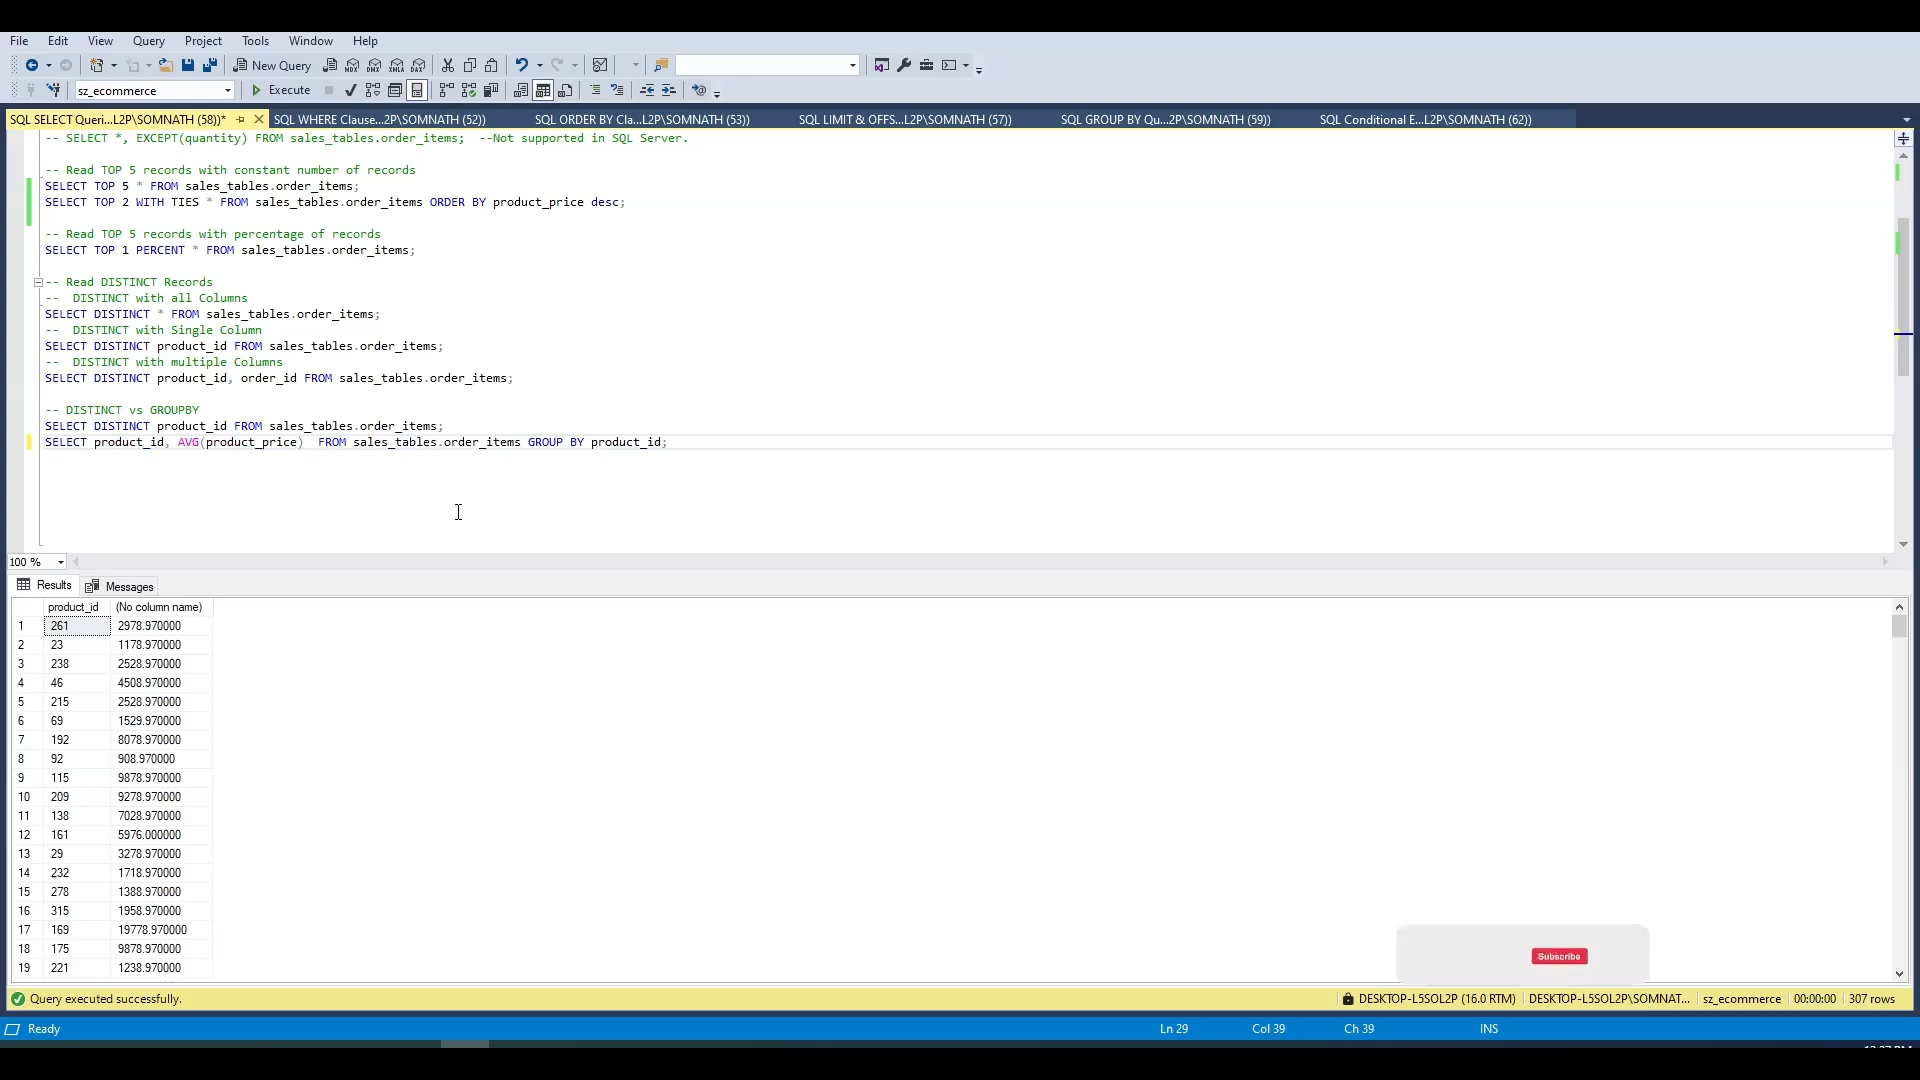 File Edit View Query Project Tools Window Help
New Query
sz_ecommerce Execute
SQL SELECT Queri...L2P\SOMNATH (58))* SQL WHERE Clause...2P\SOMNATH (52)) SQL ORDER BY Cla...L2P\SOMNATH (53)) SQL LIMIT & OFFS...L2P\SOMNATH (57)) SQL GROUP BY Qu...2P\SOMNATH (59)) SQL Conditional E...L2P\SOMNATH (62))
-- SELECT *, EXCEPT(quantity) FROM sales_tables.order_items;  --Not supported in SQL Server.
-- Read TOP 5 records with constant number of records
SELECT TOP 5 * FROM sales_tables.order_items;
SELECT TOP 2 WITH TIES * FROM sales_tables.order_items ORDER BY product_price desc;
-- Read TOP 5 records with percentage of records
SELECT TOP 1 PERCENT * FROM sales_tables.order_items;
-- Read DISTINCT Records
--  DISTINCT with all Columns
SELECT DISTINCT * FROM sales_tables.order_items;
--  DISTINCT with Single Column
SELECT DISTINCT product_id FROM sales_tables.order_items;
--  DISTINCT with multiple Columns
SELECT DISTINCT product_id, order_id FROM sales_tables.order_items;
-- DISTINCT vs GROUPBY
SELECT DISTINCT product_id FROM sales_tables.order_items;
SELECT product_id, AVG(product_price)  FROM sales_tables.order_items GROUP BY product_id;
100 %
Results Messages
product_id (No column name)
1 261 2978.970000
2 23 1178.970000
3 238 2528.970000
4 46 4508.970000
5 215 2528.970000
6 69 1529.970000
7 192 8078.970000
8 92 908.970000
9 115 9878.970000
10 209 9278.970000
11 138 7028.970000
12 161 5976.000000
13 29 3278.970000
14 232 1718.970000
15 278 1388.970000
16 315 1958.970000
17 169 19778.970000
18 175 9878.970000
19 221 1238.970000
Subscribe
Query executed successfully. DESKTOP-L5SOL2P (16.0 RTM) DESKTOP-L5SOL2P\SOMNAT... sz_ecommerce 00:00:00 307 rows
Ready Ln 29 Col 39 Ch 39 INS